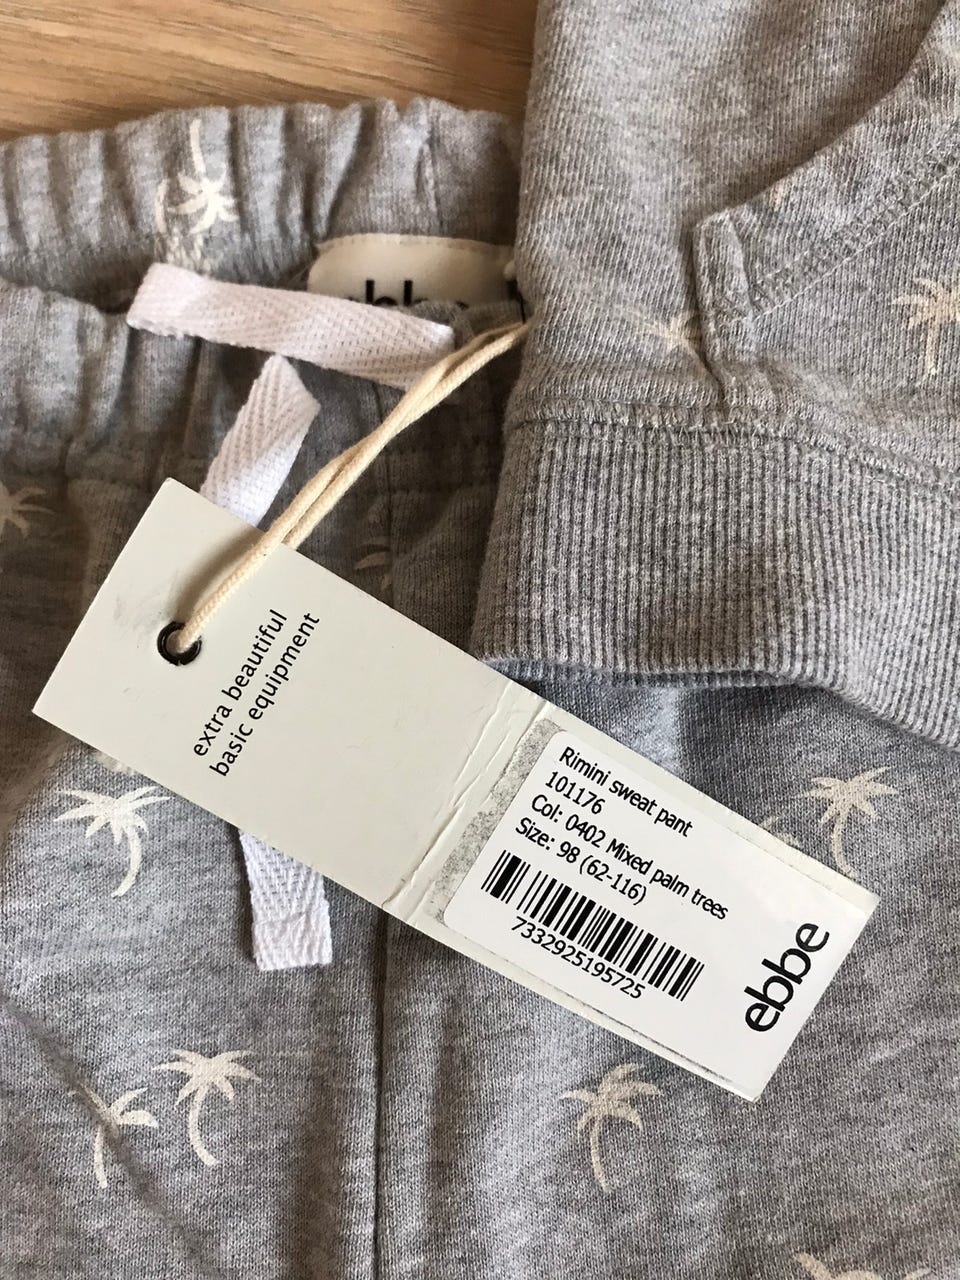 extra beautiful
basic equipment
Rimini sweat pant
101176
Col: 0402 Mixed palm trees
Size: 98 (62-116)
7332925195725
ebbe